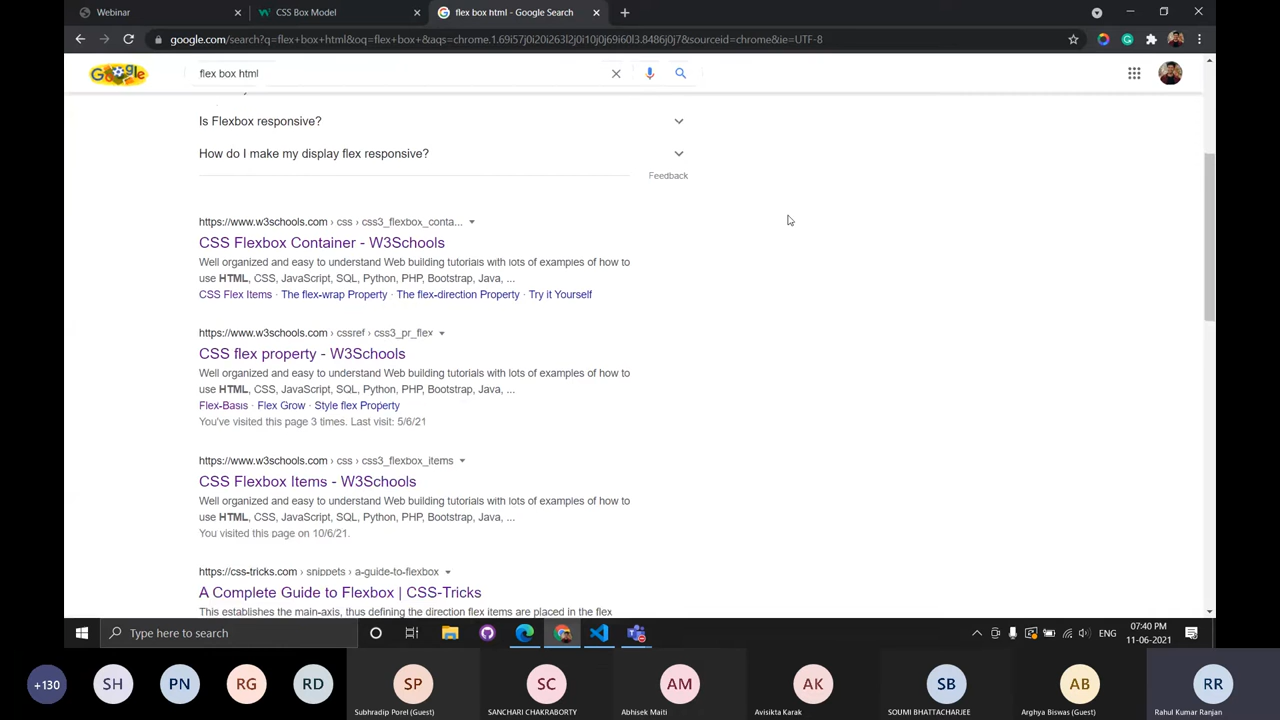 Webinar
CSS Box Model
flex box html - Google Search
google.com/search?q=flex+box+html&oq=flex+box+&aqs=chrome.1.69i57j0i20i263l2j0i10j0j69i60l3.8486j0j7&sourceid=chrome&ie=UTF-8
Google
flex box html
Is Flexbox responsive?
How do I make my display flex responsive?
Feedback
https://www.w3schools.com › css › css3_flexbox_conta...
CSS Flexbox Container - W3Schools
Well organized and easy to understand Web building tutorials with lots of examples of how to
use HTML, CSS, JavaScript, SQL, Python, PHP, Bootstrap, Java, ...
CSS Flex Items · The flex-wrap Property · The flex-direction Property · Try it Yourself
https://www.w3schools.com › cssref › css3_pr_flex
CSS flex property - W3Schools
Well organized and easy to understand Web building tutorials with lots of examples of how to
use HTML, CSS, JavaScript, SQL, Python, PHP, Bootstrap, Java, ...
Flex-Basis · Flex Grow · Style flex Property
You've visited this page 3 times. Last visit: 5/6/21
https://www.w3schools.com › css › css3_flexbox_items
CSS Flexbox Items - W3Schools
Well organized and easy to understand Web building tutorials with lots of examples of how to
use HTML, CSS, JavaScript, SQL, Python, PHP, Bootstrap, Java, ...
You visited this page on 10/6/21.
https://css-tricks.com › snippets › a-guide-to-flexbox
A Complete Guide to Flexbox | CSS-Tricks
This establishes the main-axis, thus defining the direction flex items are placed in the flex
Type here to search
ENG
07:40 PM
11-06-2021
+130
SH
PN
RG
RD
SP
SC
AM
AK
SB
AB
RR
Subhradip Porel (Guest)
SANCHARI CHAKRABORTY
Abhisek Maiti
Avisikta Karak
SOUMI BHATTACHARJEE
Arghya Biswas (Guest)
Rahul Kumar Ranjan